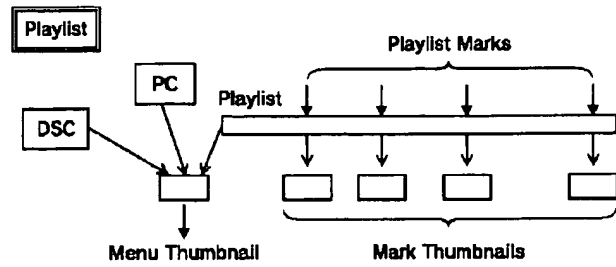 Playlist
Playlist Marks
PC
Playlist
DSC
Menu Thumbnail
Mark Thumbnails